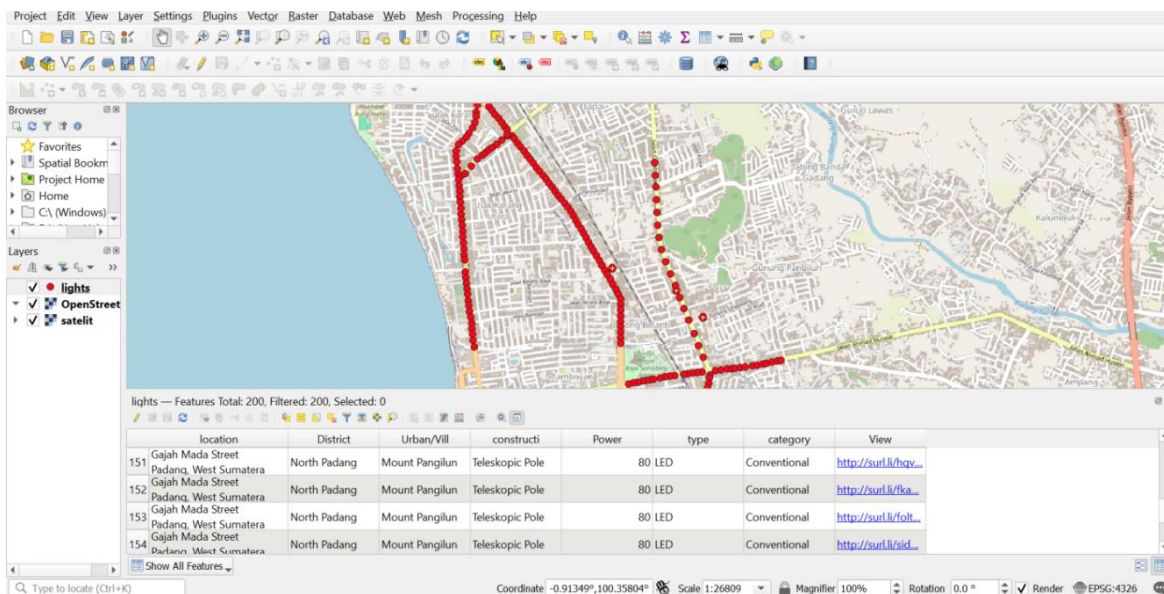 Project Edit View Layer Settings Plugins Vector Raster Database Web Mesh Processing Help
Browser
Favorites
Spatial Bookm
Project Home
Home
C:\ (Windows)
Layers
lights
OpenStreet
satelit
Gunung Pangilun
Kalumbuk
Ampang
lights — Features Total: 200, Filtered: 200, Selected: 0
location District Urban/Vill constructi Power type category View
151 Gajah Mada Street
Padang, West Sumatera North Padang Mount Pangilun Teleskopic Pole 80 LED Conventional http://surl.li/hqv...
152 Gajah Mada Street
Padang, West Sumatera North Padang Mount Pangilun Teleskopic Pole 80 LED Conventional http://surl.li/fka...
153 Gajah Mada Street
Padang, West Sumatera North Padang Mount Pangilun Teleskopic Pole 80 LED Conventional http://surl.li/folt...
154 Gajah Mada Street
Padang, West Sumatera North Padang Mount Pangilun Teleskopic Pole 80 LED Conventional http://surl.li/sid...
Show All Features
Type to locate (Ctrl+K) Coordinate -0.91349°,100.35804° Scale 1:26809 Magnifier 100% Rotation 0.0 ° Render EPSG:4326